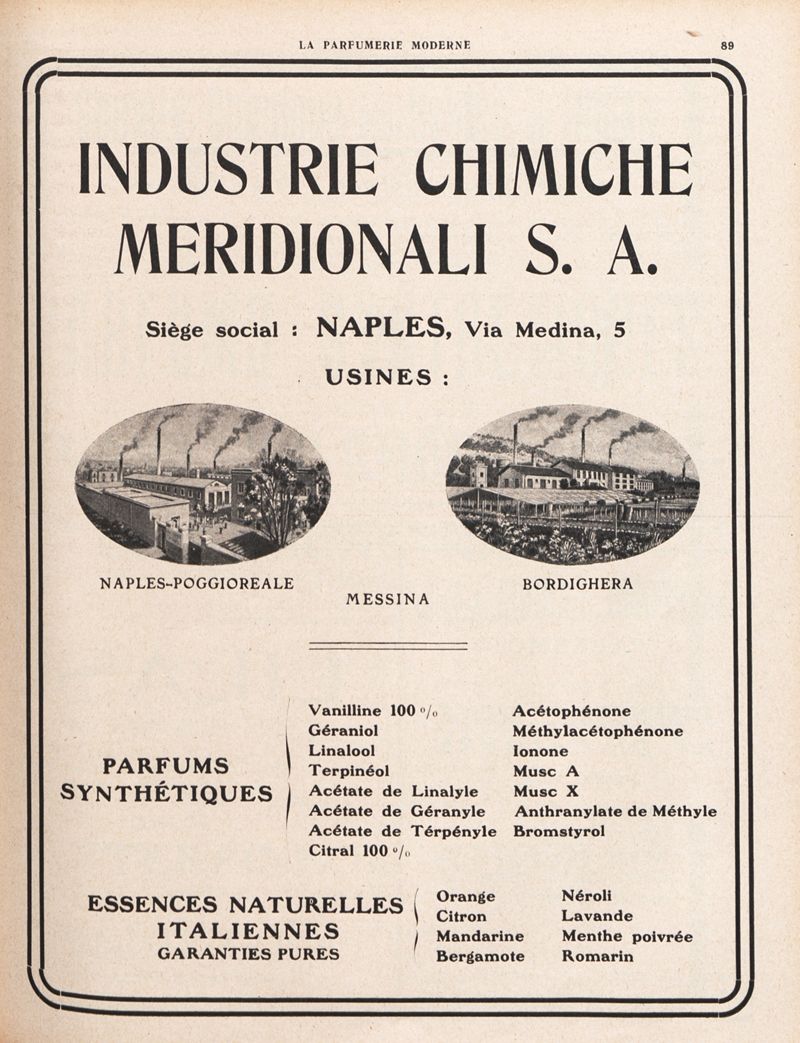 LA PARFUMERIE MODERNE 89
INDUSTRIE CHIMICHE
MERIDIONALI S. A.
Siège social : NAPLES, Via Medina, 5
USINES :
NAPLES-POGGIOREALE
BORDIGHERA
MESSINA
PARFUMS
SYNTHÉTIQUES
Vanilline 100 %
Géraniol
Linalool
Terpinéol
Acétate de Linalyle
Acétate de Géranyle
Acétate de Térpényle
Citral 100 %
Acétophénone
Méthylacétophénone
Ionone
Musc A
Musc X
Anthranylate de Méthyle
Bromstyrol
ESSENCES NATURELLES
ITALIENNES
GARANTIES PURES
Orange
Citron
Mandarine
Bergamote
Néroli
Lavande
Menthe poivrée
Romarin